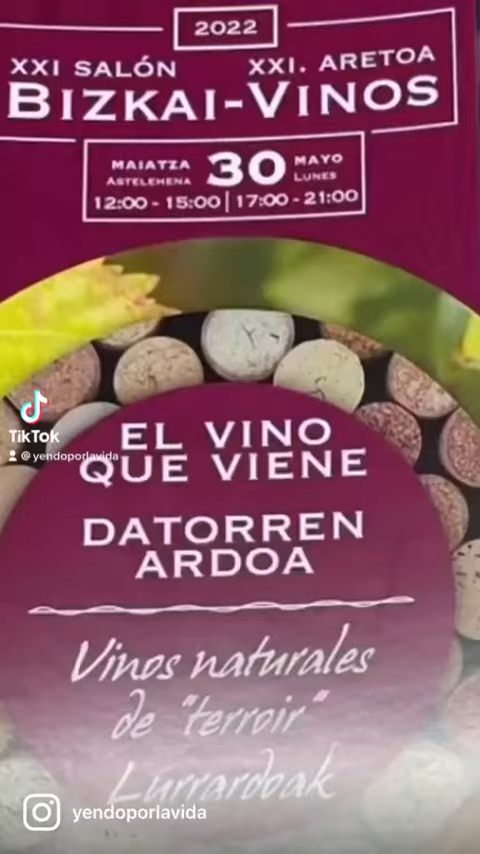 2022
XXI SALÓN XXI. ARETOA
BIZKAI-VINOS
MAIATZA 30 MAYO
ASTELEHENA LUNES
12:00 - 15:00 | 17:00 - 21:00
EL VINO
QUE VIENE
DATORREN
ARDOA
Vinos naturales
de "terroir"
Lurrardoak
TikTok
@yendoporlavida
yendoporlavida